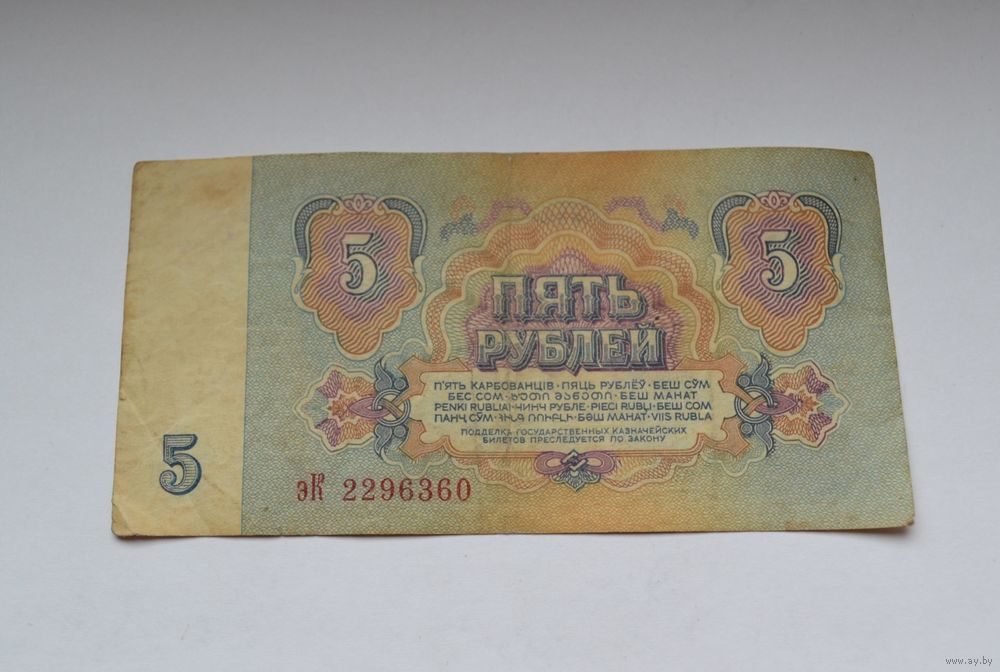 5 5
ПЯТЬ
РУБЛЕЙ
П'ЯТЬ КАРБОВАНЦІВ · ПЯЦЬ РУБЛЁЎ · БЕШ СЎМ
БЕС СОМ · ხუთი მანეთი · БЕШ МАНАТ
PENKI RUBLIAI · ЧИНЧ РУБЛЕ · PIECI RUBĻI · БЕШ СОМ
ПАНҶ СӮМ · ՀԻՆԳ ՌՈՒԲԼԻ · БӘШ МАНАТ · VIIS RUBLA
ПОДДЕЛКА ГОСУДАРСТВЕННЫХ КАЗНАЧЕЙСКИХ
БИЛЕТОВ ПРЕСЛЕДУЕТСЯ ПО ЗАКОНУ
5
эК 2296360
www.ay.by